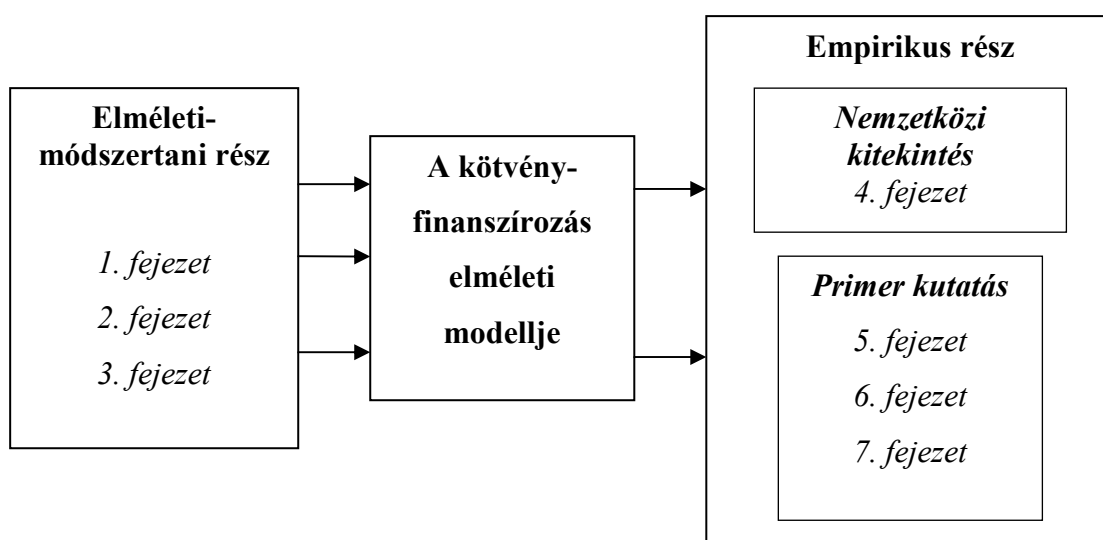 Elméleti-
módszertani rész
1. fejezet
2. fejezet
3. fejezet
A kötvény-
finanszírozás
elméleti
modellje
Empirikus rész
Nemzetközi
kitekintés
4. fejezet
Primer kutatás
5. fejezet
6. fejezet
7. fejezet